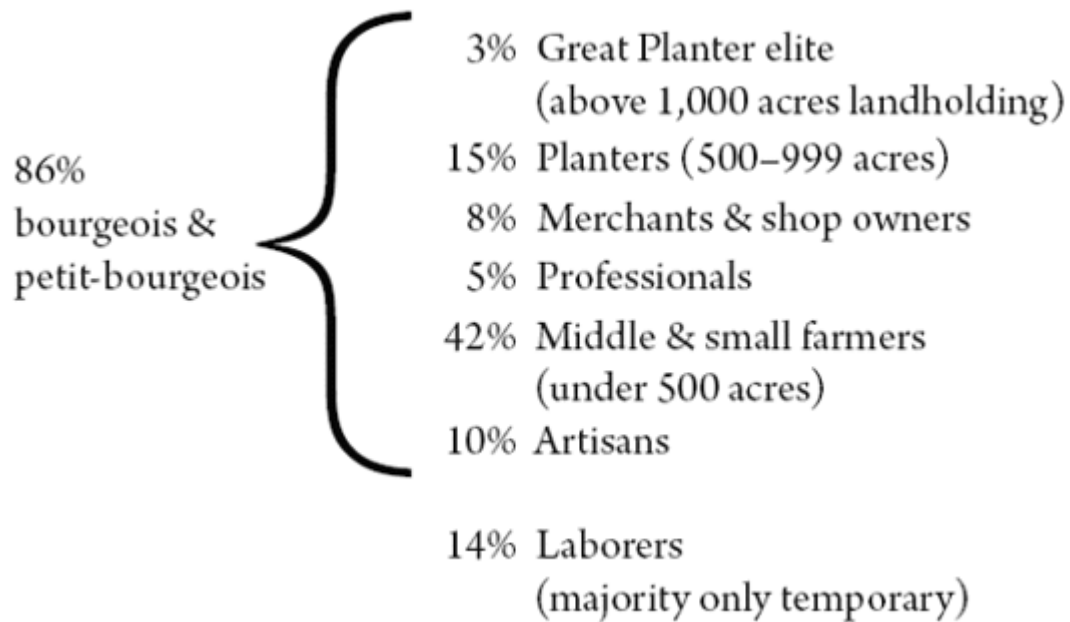 86%
bourgeois &
petit-bourgeois
3% Great Planter elite
(above 1,000 acres landholding)
15% Planters (500–999 acres)
8% Merchants & shop owners
5% Professionals
42% Middle & small farmers
(under 500 acres)
10% Artisans
14% Laborers
(majority only temporary)